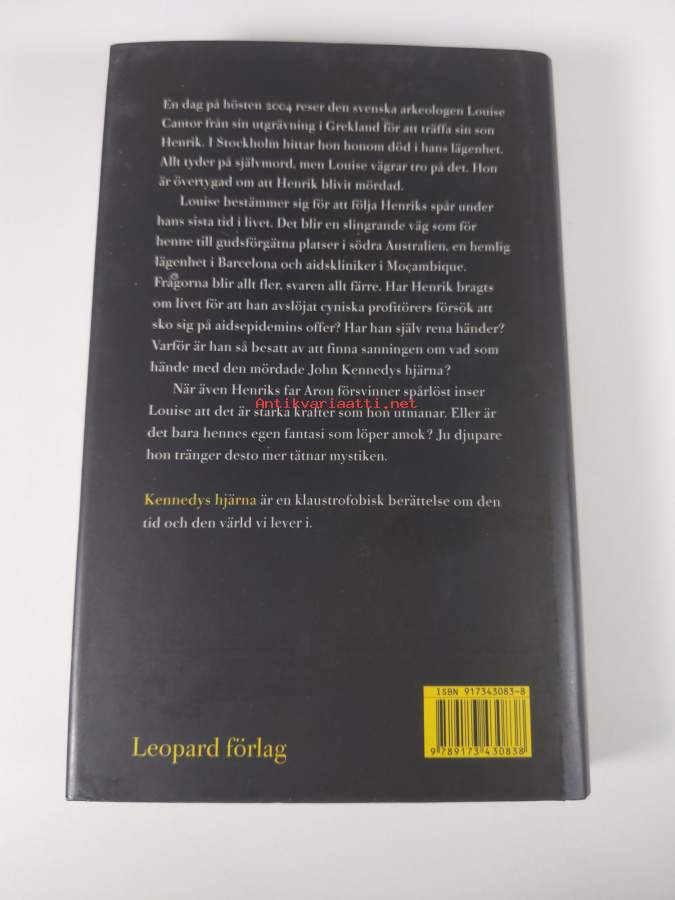 En dag på hösten 2004 reser den svenska arkeologen Louise
Cantor från sin utgrävning i Grekland för att träffa sin son
Henrik. I Stockholm hittar hon honom död i hans lägenhet.
Allt tyder på självmord, men Louise vägrar tro på det. Hon
är övertygad om att Henrik blivit mördad.
Louise bestämmer sig för att följa Henriks spår under
hans sista tid i livet. Det blir en slingrande väg som för
henne till gudsförgätna platser i södra Australien, en hemlig
lägenhet i Barcelona och aidskliniker i Moçambique.
Frågorna blir allt fler, svaren allt färre. Har Henrik bragts
om livet för att han avslöjat cyniska profitörers försök att
sko sig på aidsepidemins offer? Har han själv rena händer?
Varför är han så besatt av att finna sanningen om vad som
hände med den mördade John Kennedys hjärna?
När även Henriks far Aron försvinner spårlöst inser
Antikvariaatti.net
Louise att det är starka krafter som hon utmanar. Eller är
det bara hennes egen fantasi som löper amok? Ju djupare
hon tränger desto mer tätnar mystiken.
Kennedys hjärna är en klaustrofobisk berättelse om den
tid och den värld vi lever i.
ISBN 917343083-8
9 789173 430838
Leopard förlag